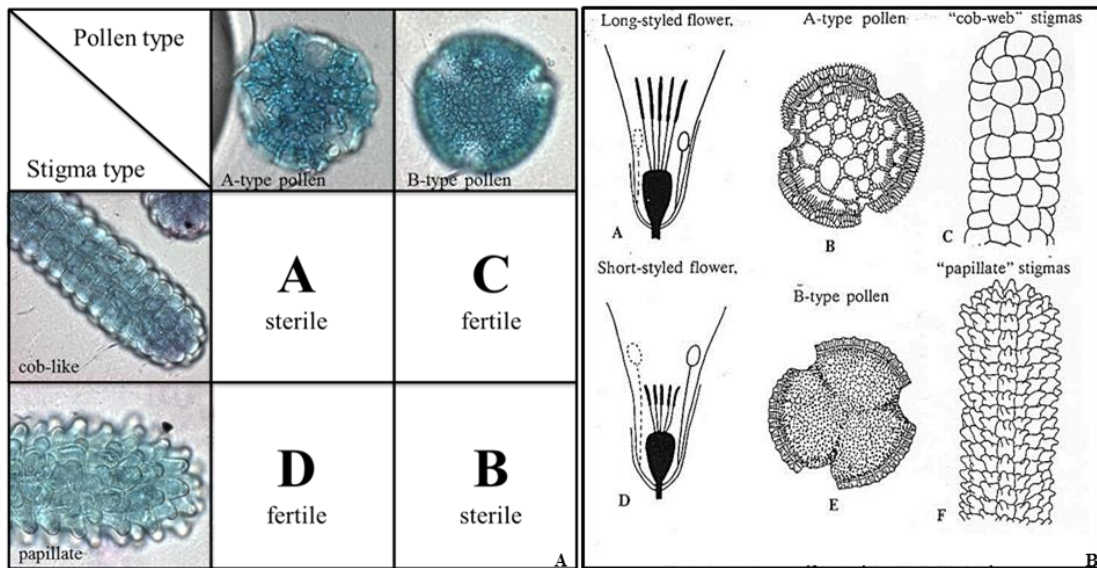 Pollen type
Stigma type
A-type pollen
B-type pollen
cob-like
A
sterile
C
fertile
papillate
D
fertile
B
sterile
A
Long-styled flower,
A-type pollen
“cob-web” stigmas
A
B
C
Short-styled flower,
B-type pollen
“papillate” stigmas
D
E
F
B